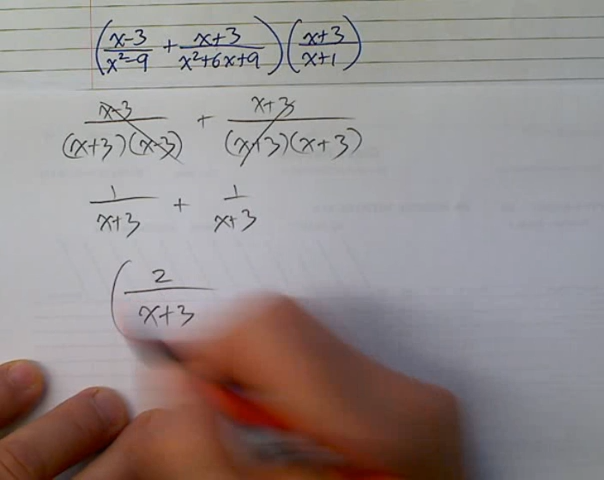 (x-3/x²-9 + x+3/x²+6x+9)(x+3/x+1)
x-3/(x+3)(x-3) + x+3/(x+3)(x+3)
1/x+3 + 1/x+3
(2/x+3